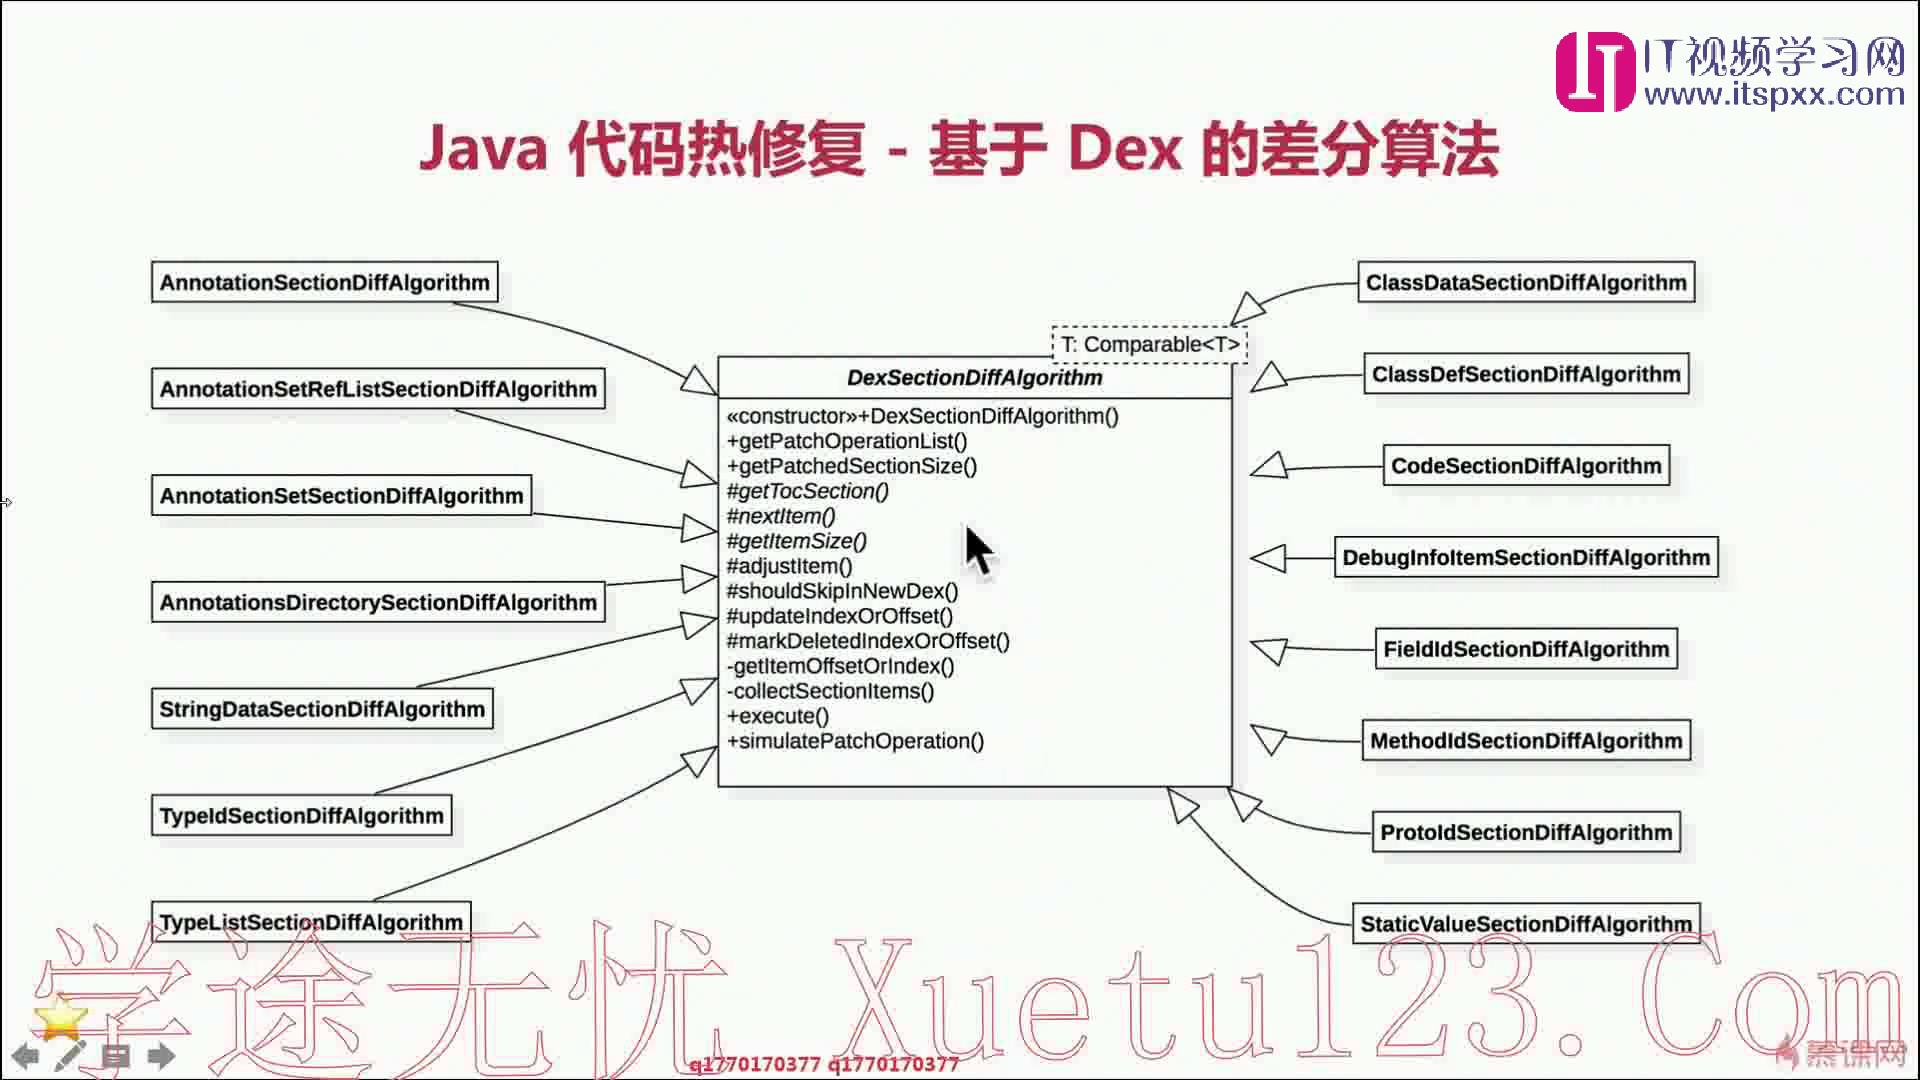 IT视频学习网
www.itspxx.com
Java 代码热修复 - 基于 Dex 的差分算法
AnnotationSectionDiffAlgorithm
AnnotationSetRefListSectionDiffAlgorithm
AnnotationSetSectionDiffAlgorithm
AnnotationsDirectorySectionDiffAlgorithm
StringDataSectionDiffAlgorithm
TypeIdSectionDiffAlgorithm
TypeListSectionDiffAlgorithm
T: Comparable<T>
DexSectionDiffAlgorithm
«constructor»+DexSectionDiffAlgorithm()
+getPatchOperationList()
+getPatchedSectionSize()
#getTocSection()
#nextItem()
#getItemSize()
#adjustItem()
#shouldSkipInNewDex()
#updateIndexOrOffset()
#markDeletedIndexOrOffset()
-getItemOffsetOrIndex()
-collectSectionItems()
+execute()
+simulatePatchOperation()
ClassDataSectionDiffAlgorithm
ClassDefSectionDiffAlgorithm
CodeSectionDiffAlgorithm
DebugInfoItemSectionDiffAlgorithm
FieldIdSectionDiffAlgorithm
MethodIdSectionDiffAlgorithm
ProtoIdSectionDiffAlgorithm
StaticValueSectionDiffAlgorithm
学途无忧 Xuetu123.Com
q1770170377 q1770170377
慕课网